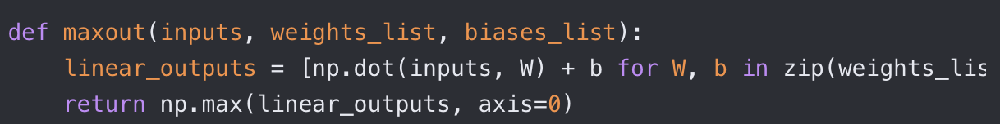 def maxout(inputs, weights_list, biases_list):
    linear_outputs = [np.dot(inputs, W) + b for W, b in zip(weights_lis
    return np.max(linear_outputs, axis=0)